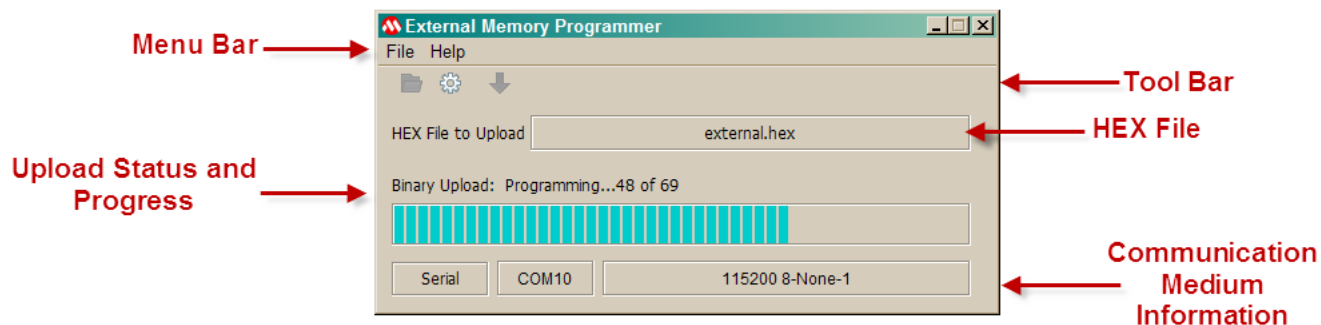 External Memory Programmer
Menu Bar
File Help
Tool Bar
HEX File to Upload
external.hex
HEX File
Upload Status and
Progress
Binary Upload: Programming...48 of 69
Serial
COM10
115200 8-None-1
Communication
Medium
Information